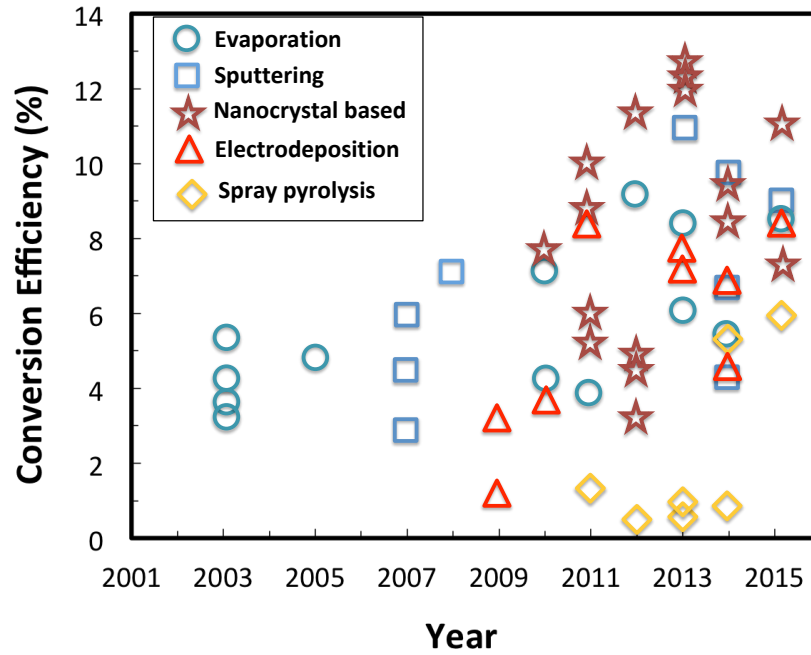 Conversion Efficiency (%)
14
12
10
8
6
4
2
0
Evaporation
Sputtering
Nanocrystal based
Electrodeposition
Spray pyrolysis
2001 2003 2005 2007 2009 2011 2013 2015
Year